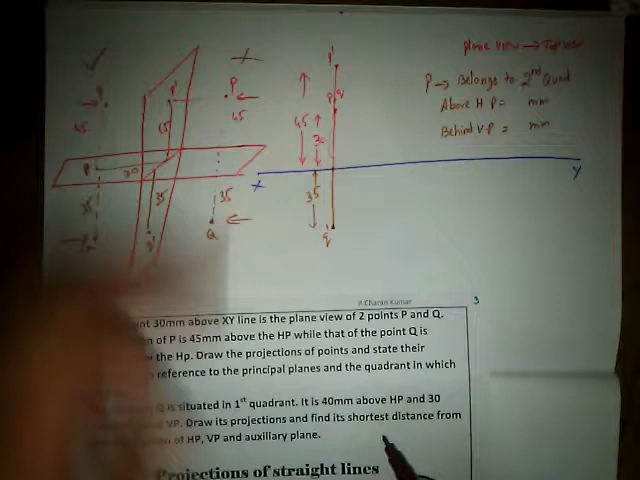 plane view → Top view
P → Belongs to 2nd Quad
Above H P = mm
Behind V.P = mm
P'
P q
45
35
q'
X
Y
P'
P
45
45
45
P
30
35
35
35
Q
q'
P.Charan Kumar
3
int 30mm above XY line is the plane view of 2 points P and Q.
n of P is 45mm above the HP while that of the point Q is
the Hp. Draw the projections of points and state their
reference to the principal planes and the quadrant in which
Q is situated in 1st quadrant. It is 40mm above HP and 30
VP. Draw its projections and find its shortest distance from
of HP, VP and auxiliary plane.
Projections of straight lines